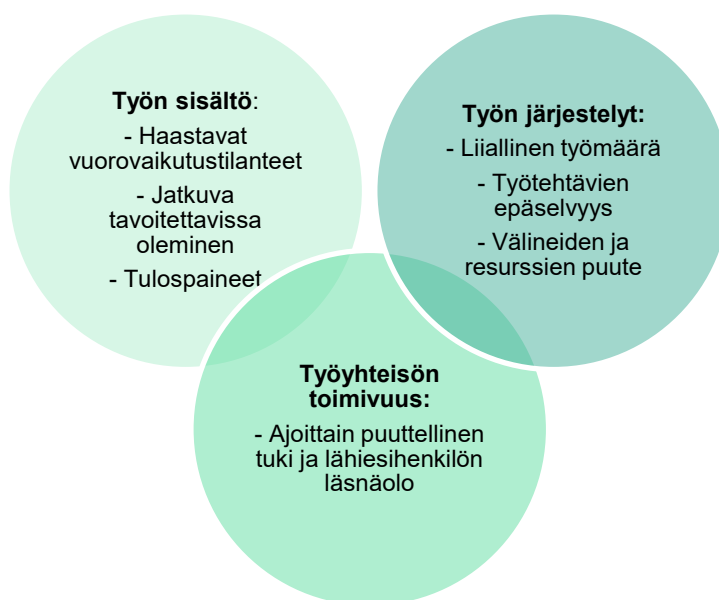 Työn sisältö:
- Haastavat
vuorovaikutustilanteet
- Jatkuva
tavoitettavissa
oleminen
- Tulospaineet
Työn järjestelyt:
- Liiallinen työmäärä
- Työtehtävien
epäselvyys
- Välineiden ja
resurssien puute
Työyhteisön
toimivuus:
- Ajoittain puuttellinen
tuki ja lähiesihenkilön
läsnäolo